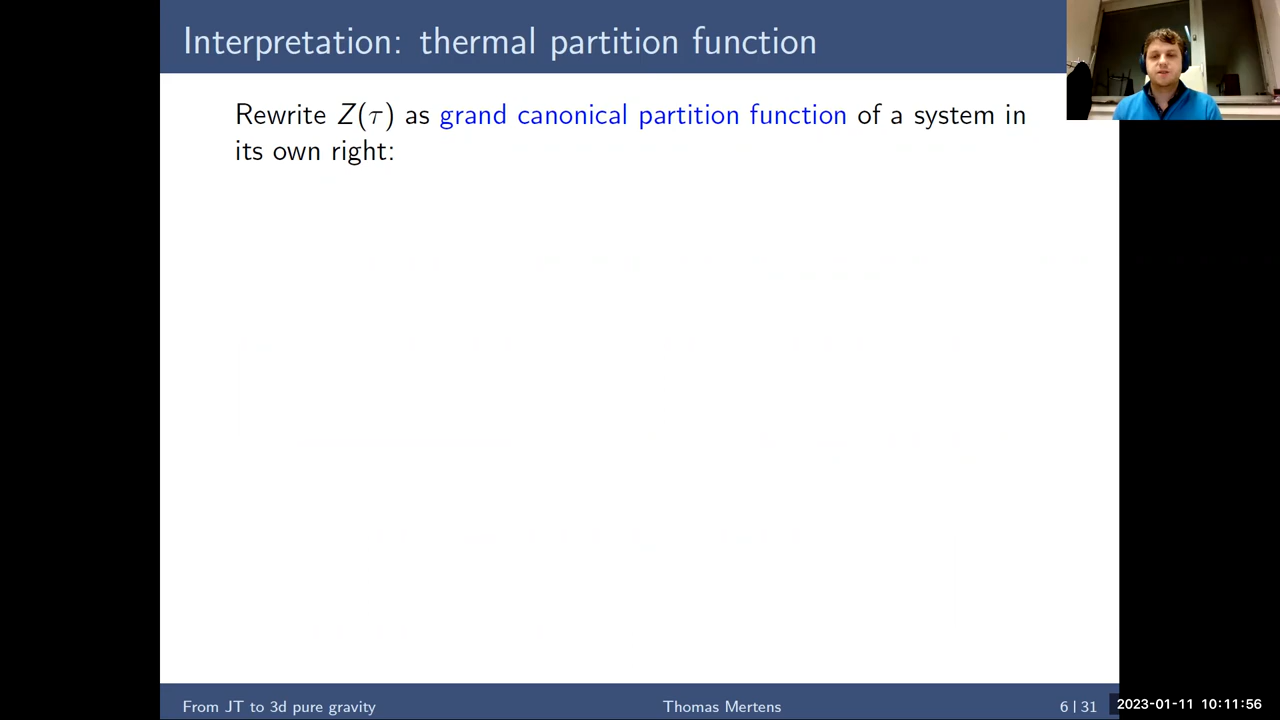 Interpretation: thermal partition function
Rewrite Z(τ) as grand canonical partition function of a system in
its own right:
From JT to 3d pure gravity
Thomas Mertens
6 | 31
2023-01-11 10:11:56